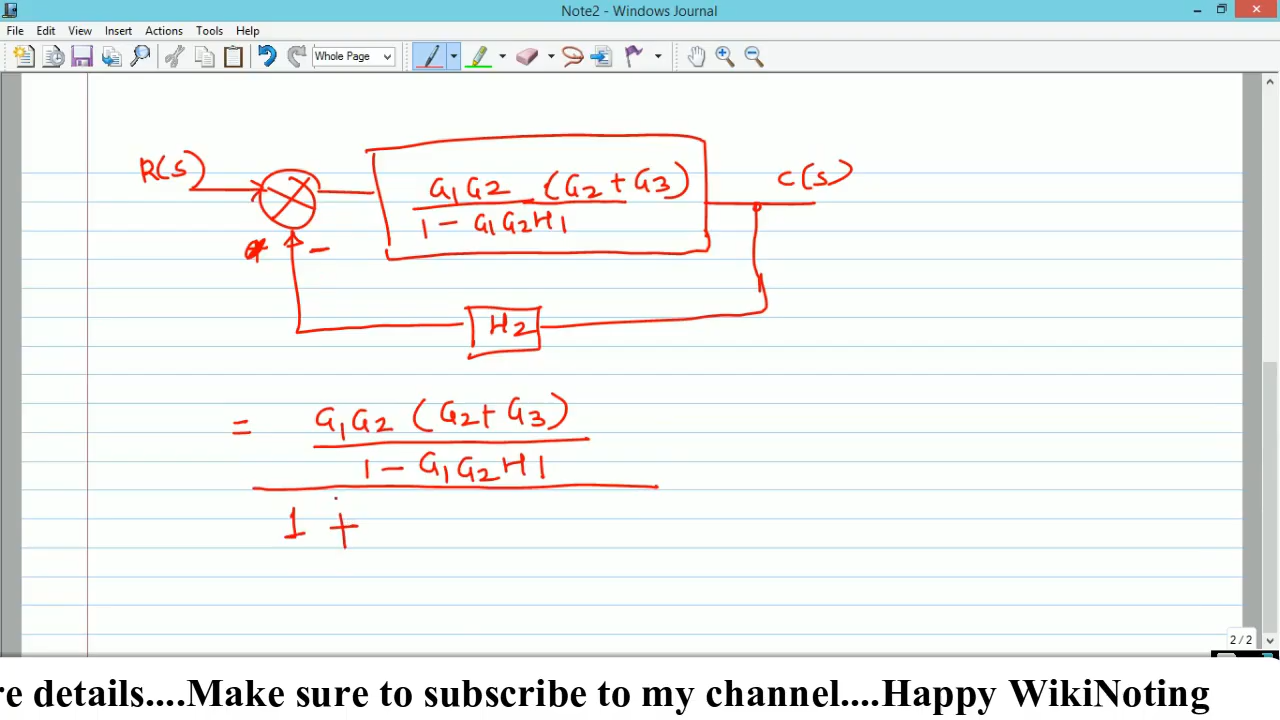 Note2 - Windows Journal
File Edit View Insert Actions Tools Help
Whole Page
R(s)
G1G2 (G2+G3)
1 - G1G2H1
C(s)
-
H2
= G1G2 (G2+G3)
1 - G1G2H1
1 +
2 / 2
re details....Make sure to subscribe to my channel....Happy WikiNoting